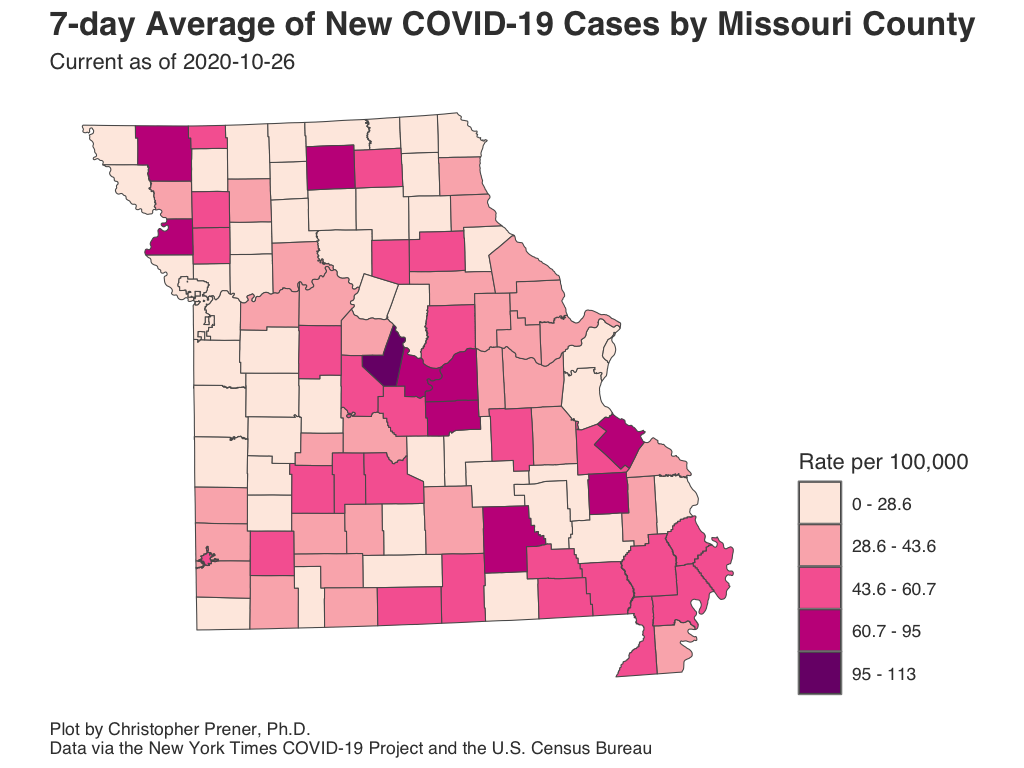 7-day Average of New COVID-19 Cases by Missouri County
Current as of 2020-10-26
Rate per 100,000
0 - 28.6
28.6 - 43.6
43.6 - 60.7
60.7 - 95
95 - 113
Plot by Christopher Prener, Ph.D.
Data via the New York Times COVID-19 Project and the U.S. Census Bureau